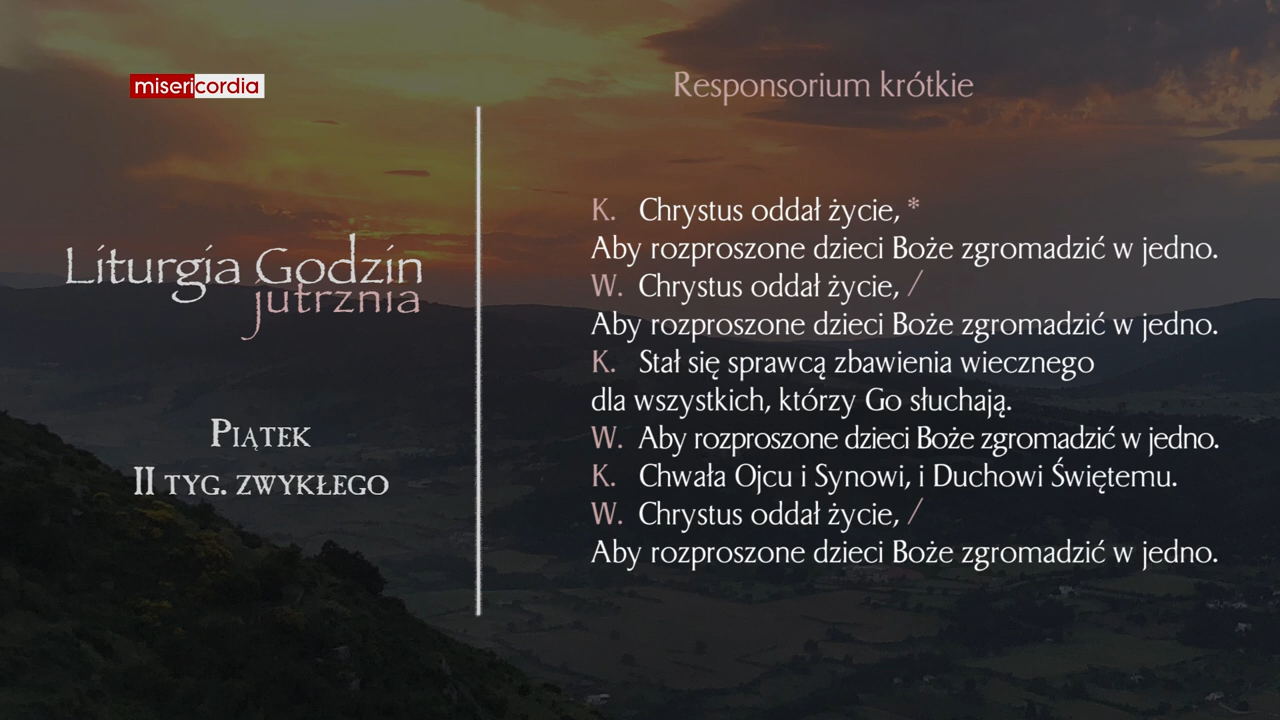 misericordia
Liturgia Godzin
jutrznia
Piątek
II tyg. zwykłego
Responsorium krótkie
K. Chrystus oddał życie, *
Aby rozproszone dzieci Boże zgromadzić w jedno.
W. Chrystus oddał życie, /
Aby rozproszone dzieci Boże zgromadzić w jedno.
K. Stał się sprawcą zbawienia wiecznego
dla wszystkich, którzy Go słuchają.
W. Aby rozproszone dzieci Boże zgromadzić w jedno.
K. Chwała Ojcu i Synowi, i Duchowi Świętemu.
W. Chrystus oddał życie, /
Aby rozproszone dzieci Boże zgromadzić w jedno.